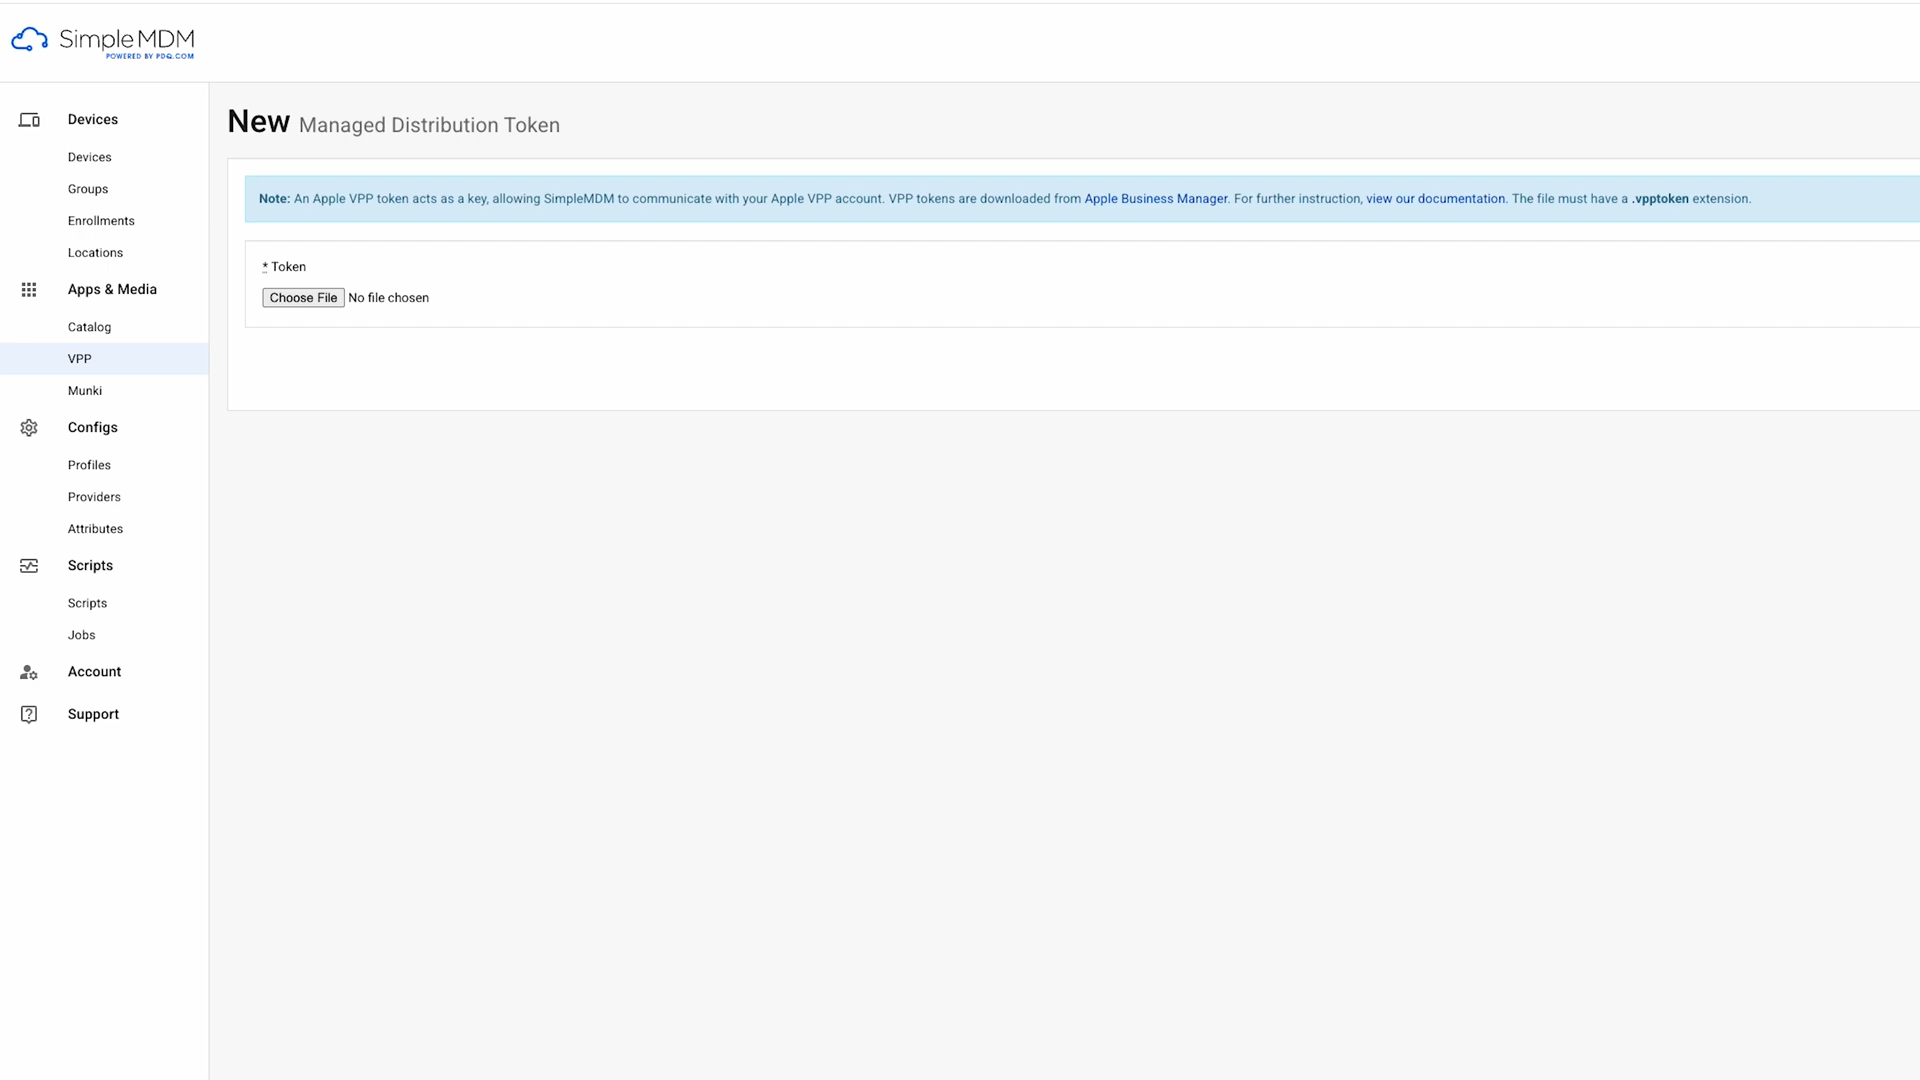 SimpleMDM
POWERED BY PDQ.COM
Devices
Devices
Groups
Enrollments
Locations
Apps & Media
Catalog
VPP
Munki
Configs
Profiles
Providers
Attributes
Scripts
Scripts
Jobs
Account
Support
New Managed Distribution Token
Note: An Apple VPP token acts as a key, allowing SimpleMDM to communicate with your Apple VPP account. VPP tokens are downloaded from Apple Business Manager. For further instruction, view our documentation. The file must have a .vpptoken extension.
* Token
Choose File No file chosen